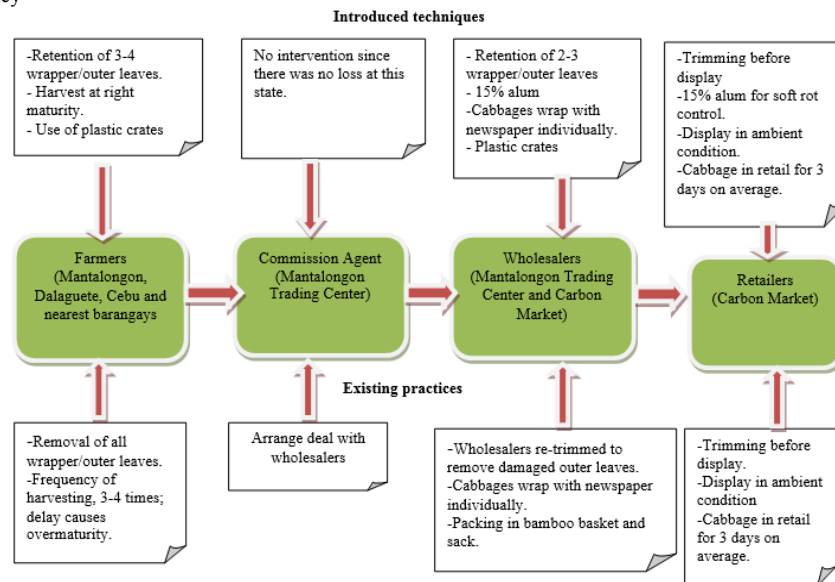 ey
Introduced techniques
-Retention of 3-4
wrapper/outer leaves.
- Harvest at right
maturity.
- Use of plastic crates
No intervention since
there was no loss at this
state.
- Retention of 2-3
wrapper/outer leaves
- 15% alum
-Cabbages wrap with
newspaper individually.
- Plastic crates
-Trimming before
display
-15% alum for soft rot
control.
-Display in ambient
condition.
-Cabbage in retail for 3
days on average.
Farmers
(Mantalongon,
Dalaguete, Cebu and
nearest barangays
Commission Agent
(Mantalongon
Trading Center)
Wholesalers
(Mantalongon Trading
Center and Carbon
Market)
Retailers
(Carbon Market)
Existing practices
-Removal of all
wrapper/outer leaves.
-Frequency of
harvesting, 3-4 times;
delay causes
overmaturity.
Arrange deal with
wholesalers
-Wholesalers re-trimmed to
remove damaged outer leaves.
-Cabbages wrap with newspaper
individually.
-Packing in bamboo basket and
sack.
-Trimming before
display.
-Display in ambient
condition
-Cabbage in retail
for 3 days on
average.